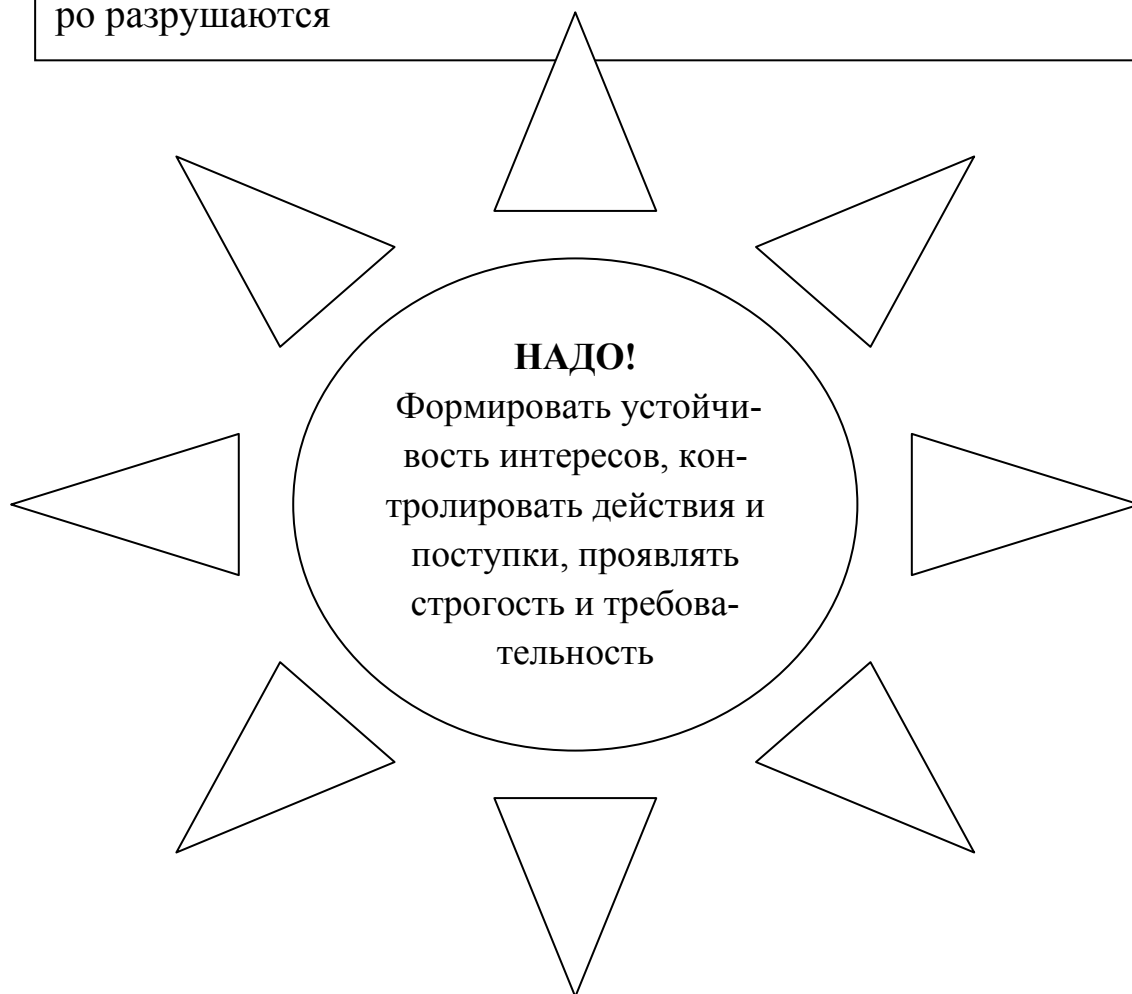 ро разрушаются
НАДО!
Формировать устойчи-
вость интересов, кон-
тролировать действия и
поступки, проявлять
строгость и требова-
тельность